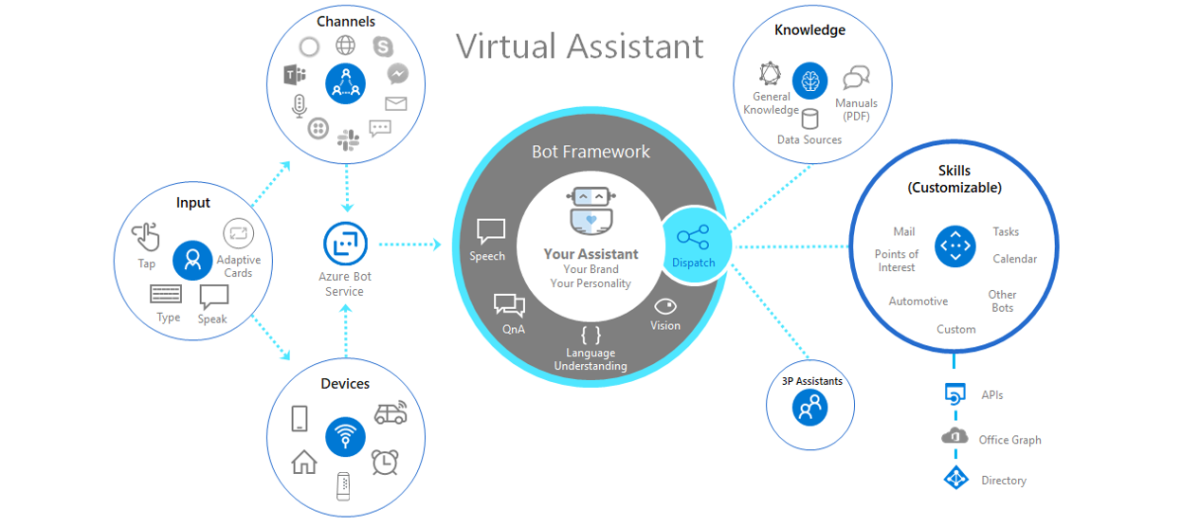 Virtual Assistant
Channels
T
S
Input
Tap
Adaptive
Cards
Type
Speak
Azure Bot
Service
Devices
Bot Framework
Speech
QnA
{ }
Language
Understanding
Vision
Your Assistant
Your Brand
Your Personality
Dispatch
Knowledge
General
Knowledge
Manuals
(PDF)
Data Sources
Skills
(Customizable)
Mail
Tasks
Points of
Interest
Calendar
Automotive
Other
Bots
Custom
3P Assistants
APIs
Office Graph
Directory